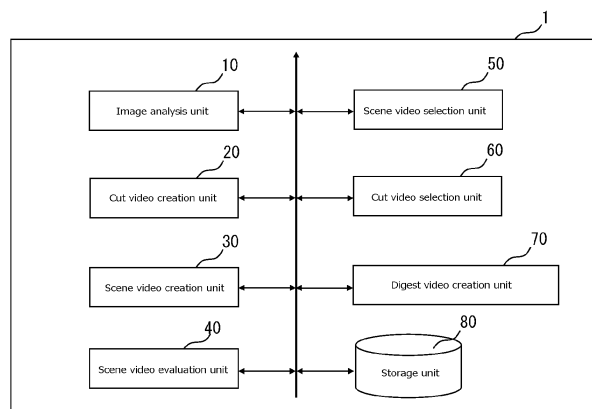 1
10
Image analysis unit
50
Scene video selection unit
20
Cut video creation unit
60
Cut video selection unit
30
Scene video creation unit
70
Digest video creation unit
40
Scene video evaluation unit
80
Storage unit